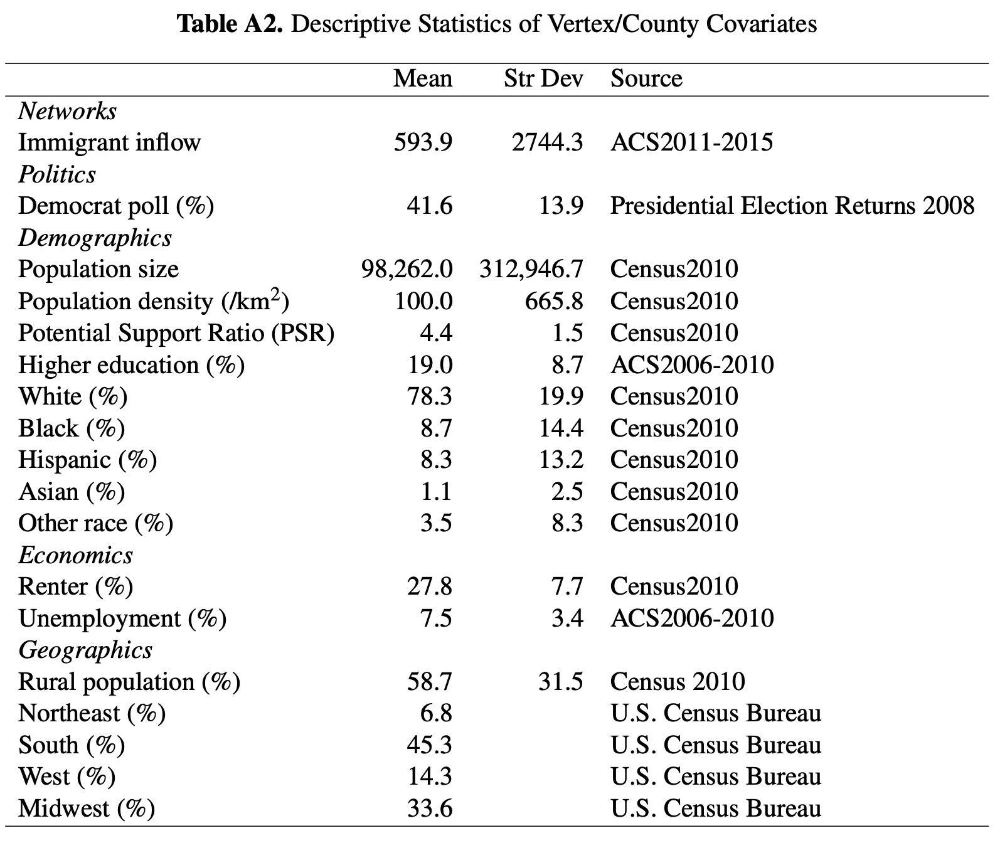 Table A2. Descriptive Statistics of Vertex/County Covariates
Mean Str Dev Source
Networks
Immigrant inflow 593.9 2744.3 ACS2011-2015
Politics
Democrat poll (%) 41.6 13.9 Presidential Election Returns 2008
Demographics
Population size 98,262.0 312,946.7 Census2010
Population density (/km²) 100.0 665.8 Census2010
Potential Support Ratio (PSR) 4.4 1.5 Census2010
Higher education (%) 19.0 8.7 ACS2006-2010
White (%) 78.3 19.9 Census2010
Black (%) 8.7 14.4 Census2010
Hispanic (%) 8.3 13.2 Census2010
Asian (%) 1.1 2.5 Census2010
Other race (%) 3.5 8.3 Census2010
Economics
Renter (%) 27.8 7.7 Census2010
Unemployment (%) 7.5 3.4 ACS2006-2010
Geographics
Rural population (%) 58.7 31.5 Census 2010
Northeast (%) 6.8 U.S. Census Bureau
South (%) 45.3 U.S. Census Bureau
West (%) 14.3 U.S. Census Bureau
Midwest (%) 33.6 U.S. Census Bureau